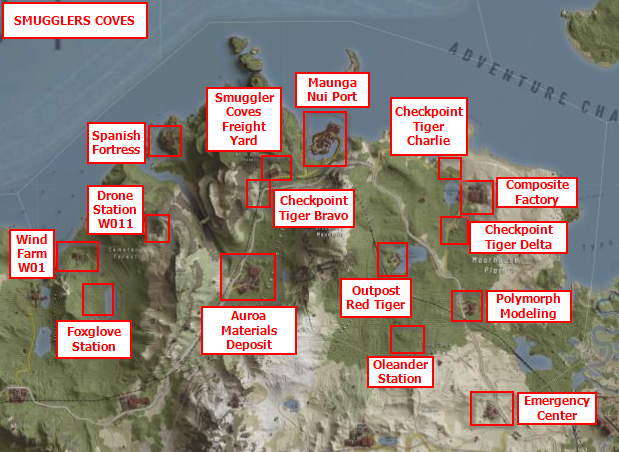 SMUGGLERS COVES
ADVENTURE CHA
Maunga
Nui Port
Smuggler
Coves
Freight
Yard
Checkpoint
Tiger
Charlie
Spanish
Fortress
Composite
Factory
Drone
Station
W011
Checkpoint
Tiger Bravo
Checkpoint
Tiger Delta
Wind
Farm
W01
Moorhouse
Outpost
Red Tiger
Polymorph
Modeling
Auroa
Materials
Deposit
Foxglove
Station
Oleander
Station
Emergency
Center